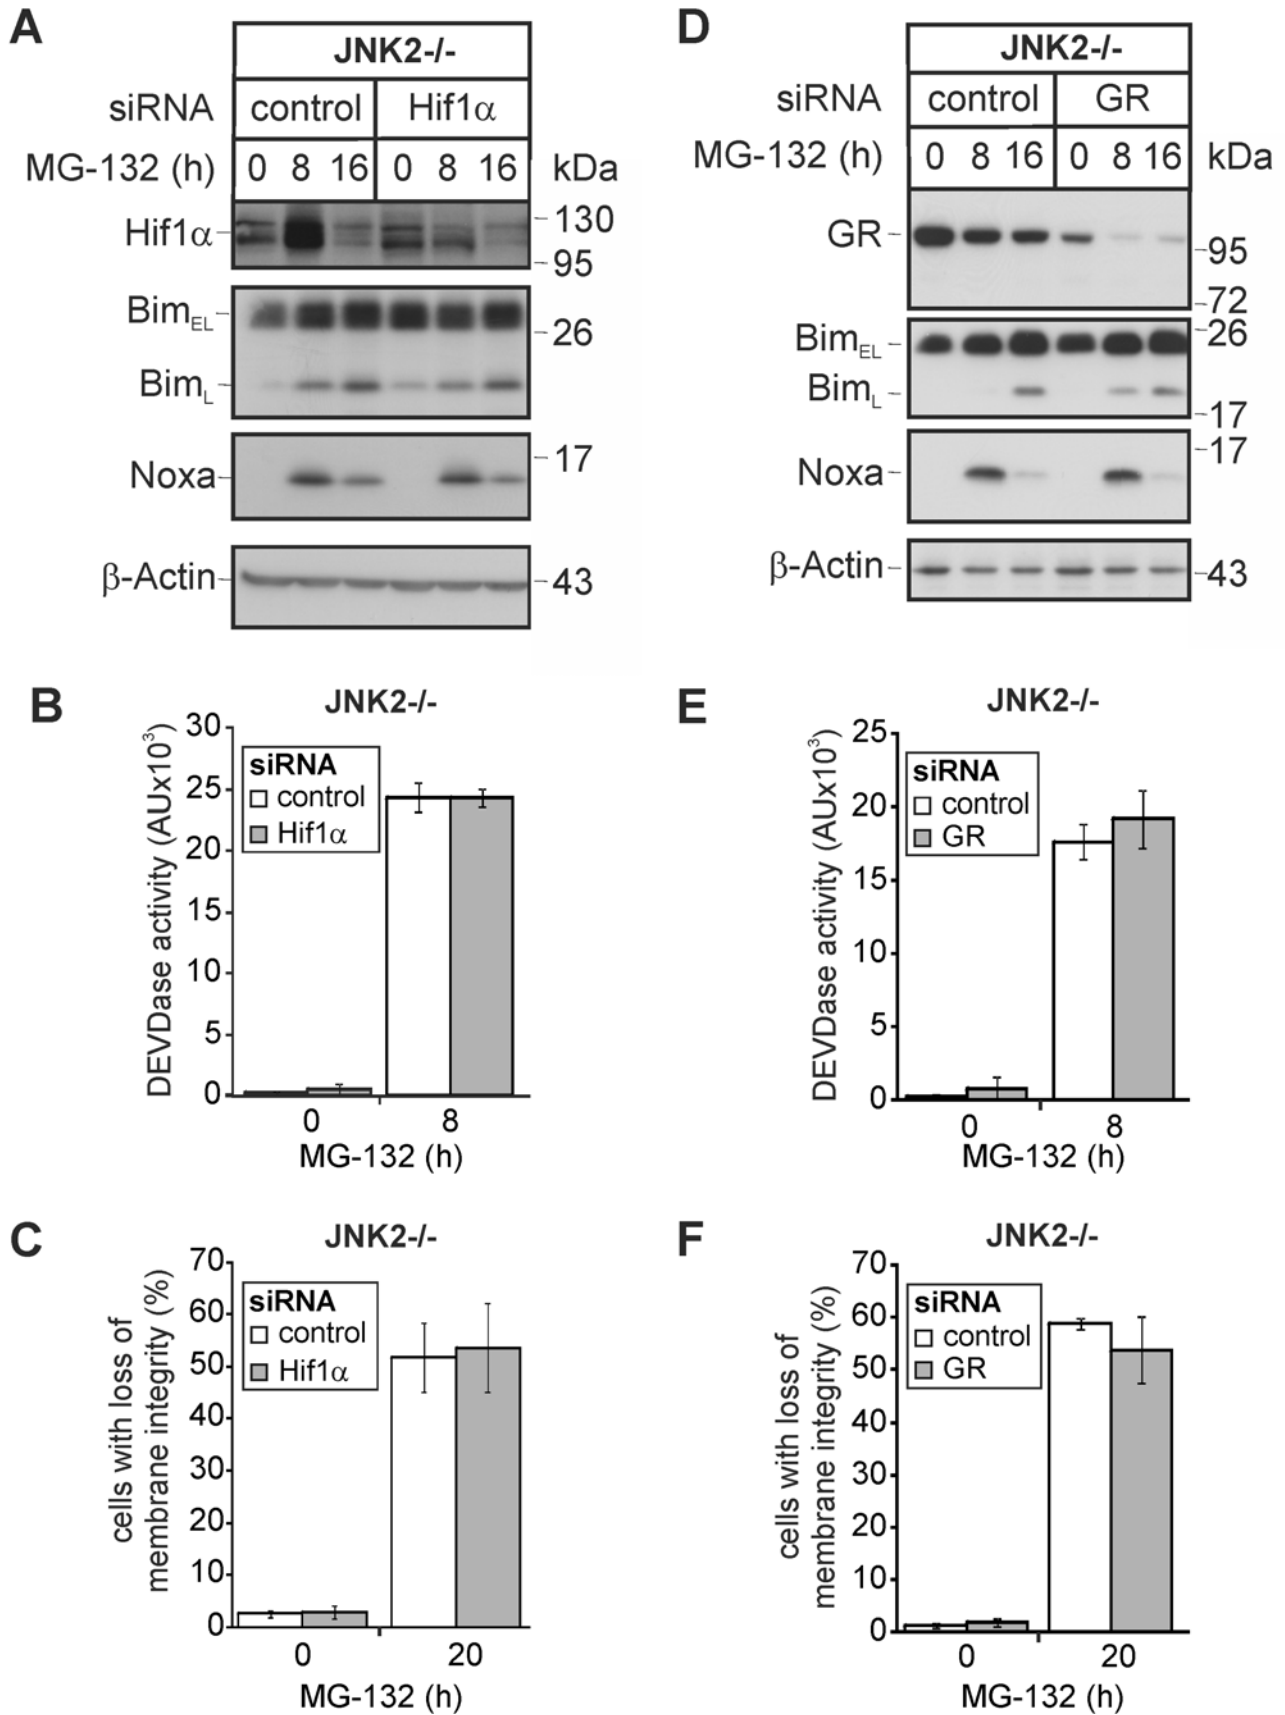 A
JNK2-/-
siRNA control Hif1α
MG-132 (h) 0 8 16 0 8 16 kDa
Hif1α 130
95
BimEL
26
BimL
Noxa 17
β-Actin 43
B
JNK2-/-
DEVDase activity (AUx10³)
30
25
20
15
10
5
0
siRNA
control
Hif1α
0 8
MG-132 (h)
C
JNK2-/-
cells with loss of
membrane integrity (%)
70
60
50
40
30
20
10
0
siRNA
control
Hif1α
0 20
MG-132 (h)
D
JNK2-/-
siRNA control GR
MG-132 (h) 0 8 16 0 8 16 kDa
GR 95
72
BimEL 26
BimL
17
Noxa 17
β-Actin 43
E
JNK2-/-
DEVDase activity (AUx10³)
25
20
15
10
5
0
siRNA
control
GR
0 8
MG-132 (h)
F
JNK2-/-
cells with loss of
membrane integrity (%)
70
60
50
40
30
20
10
0
siRNA
control
GR
0 20
MG-132 (h)